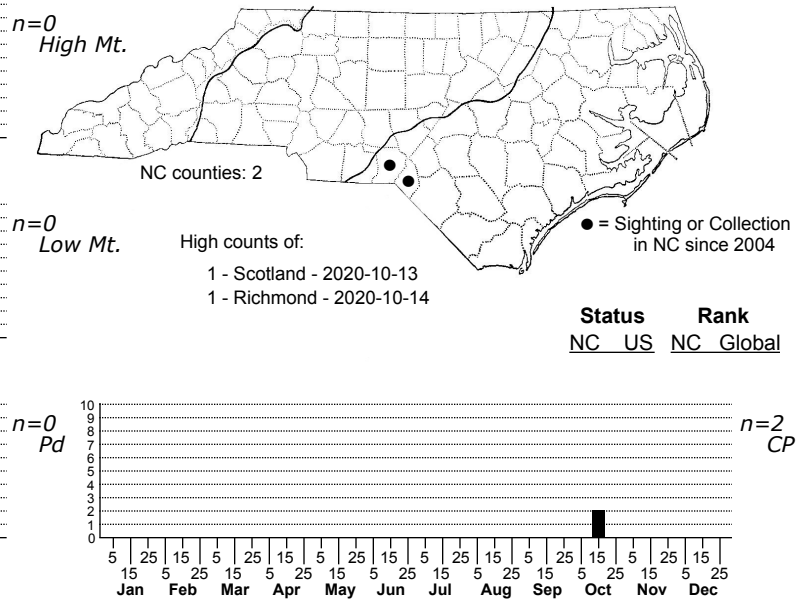 n=0
High Mt.
NC counties: 2
n=0
Low Mt.
High counts of:
1 - Scotland - 2020-10-13
1 - Richmond - 2020-10-14
● = Sighting or Collection
in NC since 2004
Status Rank
NC US NC Global
n=0
Pd
n=2
CP
10
9
8
7
6
5
4
3
2
1
0
5 25 15 5 25 15 5 25 15 5 25 15 5 25 15 5 25 15
15 5 25 15 5 25 15 5 25 15 5 25 15 5 25 15 5 25
Jan Feb Mar Apr May Jun Jul Aug Sep Oct Nov Dec